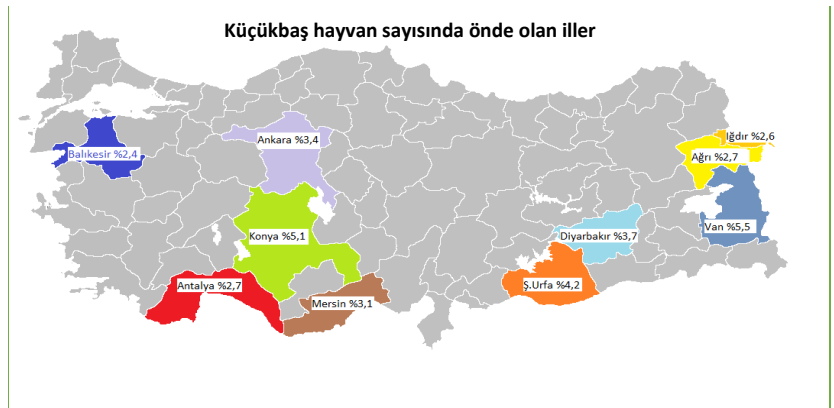 Küçükbaş hayvan sayısında önde olan iller
Iğdır %2,6
Ankara %3,4
Balıkesir %2,4
Ağrı %2,7
Van %5,5
Konya %5,1
Diyarbakır %3,7
Antalya %2,7
Ş.Urfa %4,2
Mersin %3,1